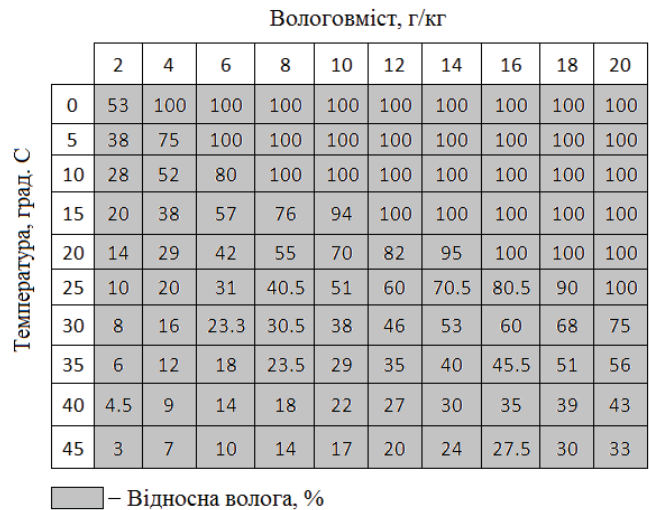 Вологовміст, г/кг
2 4 6 8 10 12 14 16 18 20
Температура, град. С
0 53 100 100 100 100 100 100 100 100 100
5 38 75 100 100 100 100 100 100 100 100
10 28 52 80 100 100 100 100 100 100 100
15 20 38 57 76 94 100 100 100 100 100
20 14 29 42 55 70 82 95 100 100 100
25 10 20 31 40.5 51 60 70.5 80.5 90 100
30 8 16 23.3 30.5 38 46 53 60 68 75
35 6 12 18 23.5 29 35 40 45.5 51 56
40 4.5 9 14 18 22 27 30 35 39 43
45 3 7 10 14 17 20 24 27.5 30 33
– Відносна волога, %